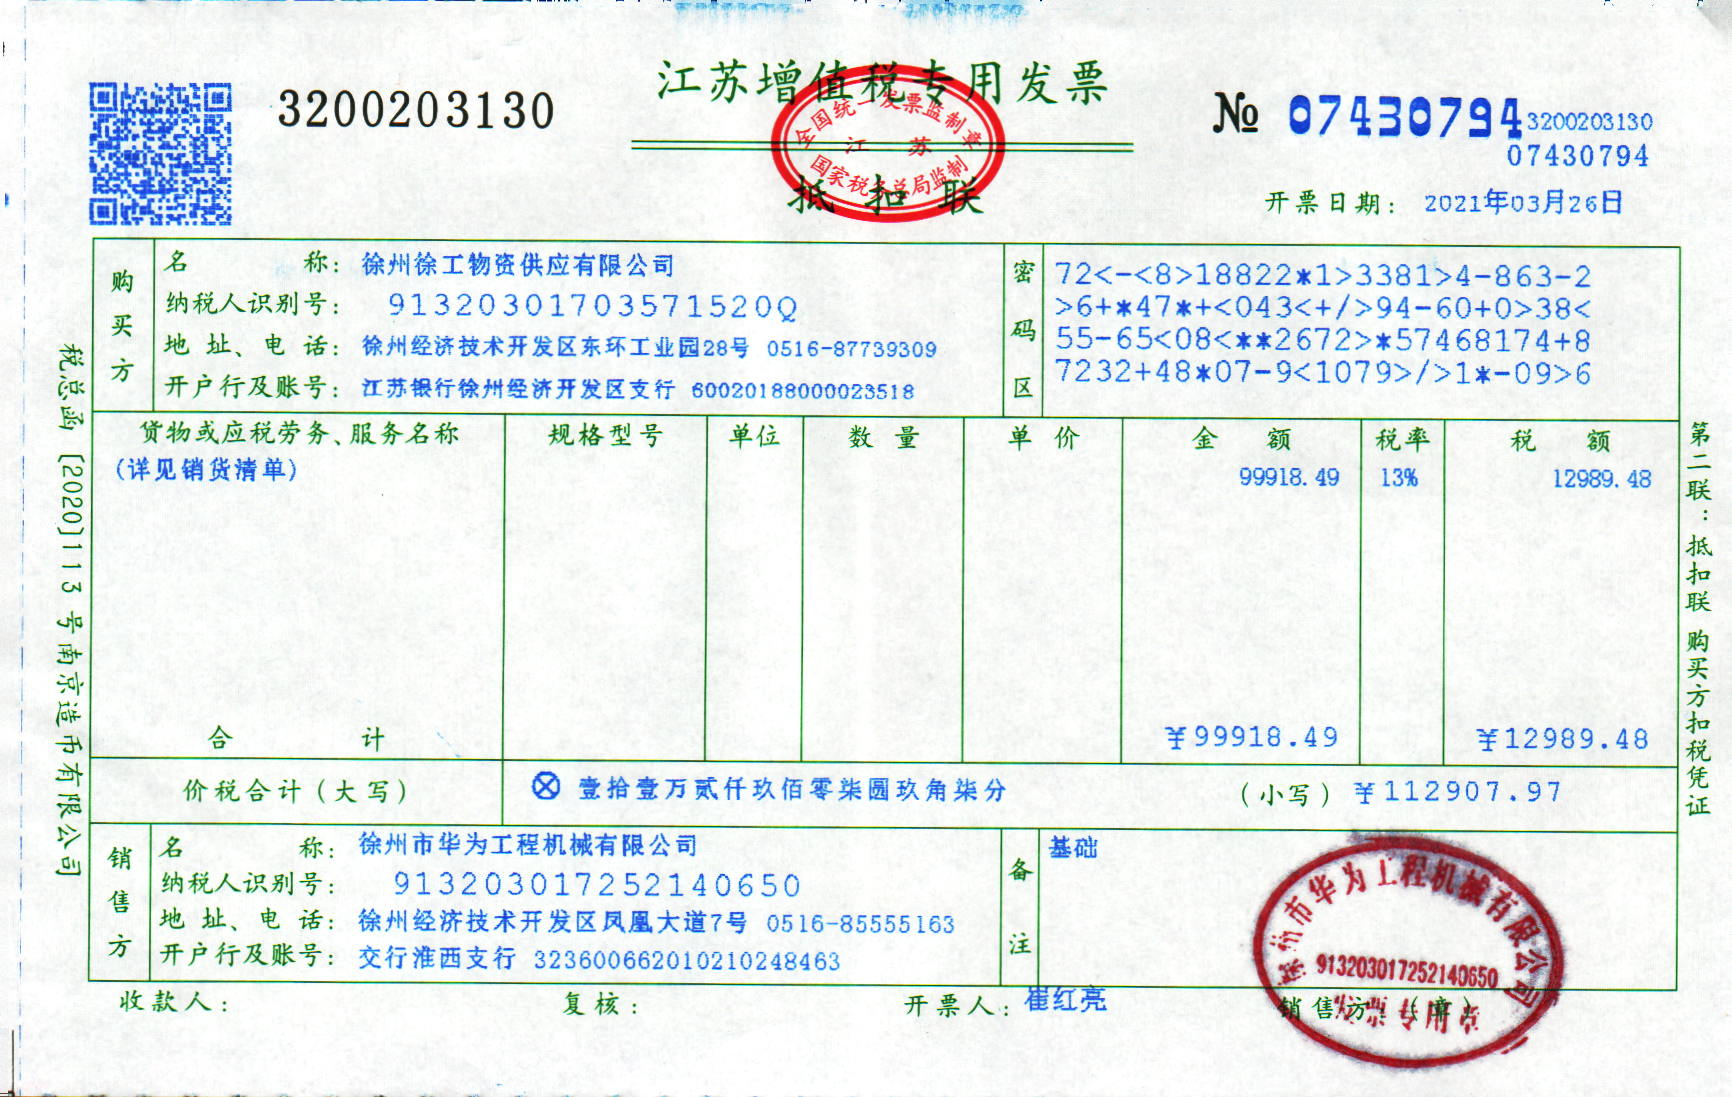 江苏增值税专用发票
3200203130
№ 07430794
3200203130
07430794
全国统一发票监制章
江 苏
国家税务总局监制
抵 扣 联
开票日期: 2021年03月26日
购买方
名 称: 徐州徐工物资供应有限公司
纳税人识别号: 91320301703571520Q
地 址、电 话: 徐州经济技术开发区东环工业园28号 0516-87739309
开户行及账号: 江苏银行徐州经济开发区支行 60020188000023518
密码区
72<-<8>18822*1>3381>4-863-2
>6+*47*+<043<+/>94-60+0>38<
55-65<08<**2672>*57468174+8
7232+48*07-9<1079>/>1*-09>6
货物或应税劳务、服务名称 规格型号 单位 数 量 单 价 金 额 税率 税 额
(详见销货清单) 99918.49 13% 12989.48
合 计 ¥99918.49 ¥12989.48
价税合计(大写) ⊗ 壹拾壹万贰仟玖佰零柒圆玖角柒分 (小写) ¥112907.97
销售方
名 称: 徐州市华为工程机械有限公司
纳税人识别号: 913203017252140650
地 址、电 话: 徐州经济技术开发区凤凰大道7号 0516-85555163
开户行及账号: 交行淮西支行 323600662010210248463
备注
基础
收款人: 复核: 开票人: 崔红亮 销售方:(章)
徐州市华为工程机械有限公司
913203017252140650
发票专用章
税总函[2020]113号南京造币有限公司
第二联:抵扣联 购买方扣税凭证